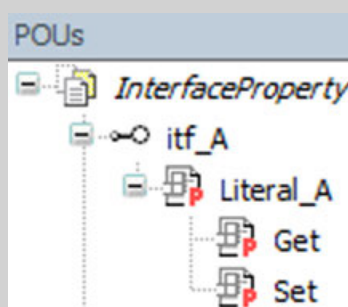 POUs
InterfaceProperty
itf_A
Literal_A
Get
Set